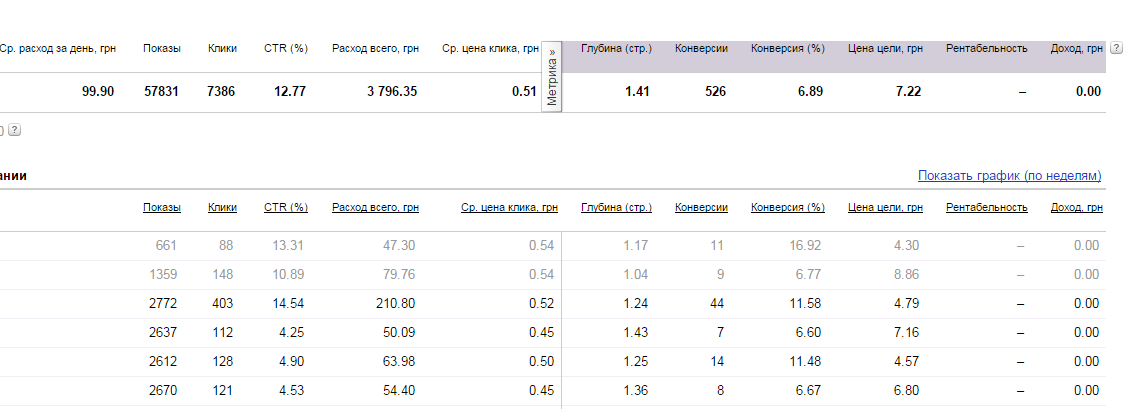 Ср. расход за день, грн Показы Клики CTR (%) Расход всего, грн Ср. цена клика, грн Метрика » Глубина (стр.) Конверсии Конверсия (%) Цена цели, грн Рентабельность Доход, грн ?
99.90 57831 7386 12.77 3 796.35 0.51 1.41 526 6.89 7.22 – 0.00
) ?
ании Показать график (по неделям)
Показы Клики CTR (%) Расход всего, грн Ср. цена клика, грн Глубина (стр.) Конверсии Конверсия (%) Цена цели, грн Рентабельность Доход, грн
661 88 13.31 47.30 0.54 1.17 11 16.92 4.30 – 0.00
1359 148 10.89 79.76 0.54 1.04 9 6.77 8.86 – 0.00
2772 403 14.54 210.80 0.52 1.24 44 11.58 4.79 – 0.00
2637 112 4.25 50.09 0.45 1.43 7 6.60 7.16 – 0.00
2612 128 4.90 63.98 0.50 1.25 14 11.48 4.57 – 0.00
2670 121 4.53 54.40 0.45 1.36 8 6.67 6.80 – 0.00